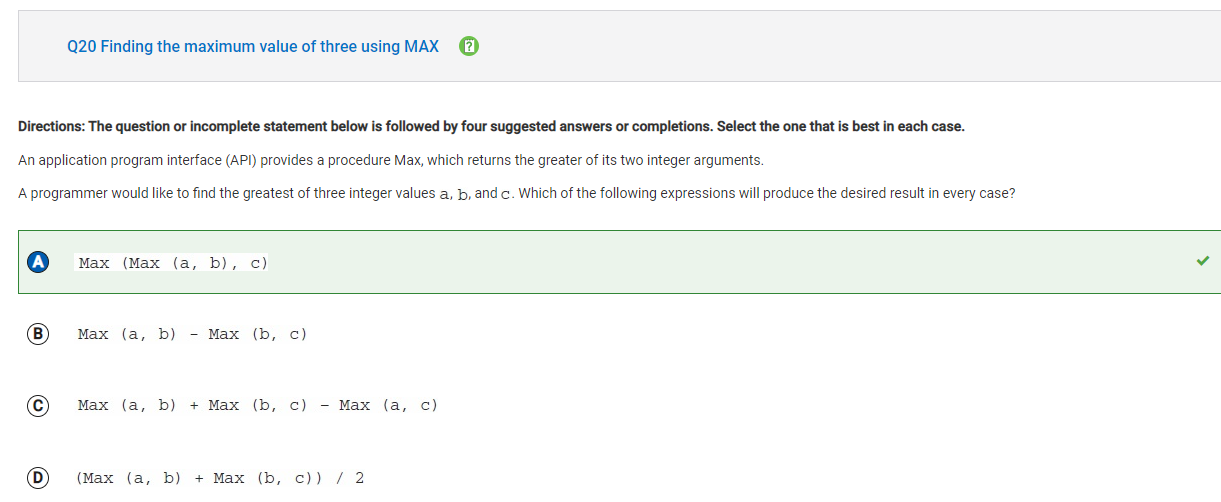 Q20 Finding the maximum value of three using MAX ?
Directions: The question or incomplete statement below is followed by four suggested answers or completions. Select the one that is best in each case.
An application program interface (API) provides a procedure Max, which returns the greater of its two integer arguments.
A programmer would like to find the greatest of three integer values a, b, and c. Which of the following expressions will produce the desired result in every case?
A Max (Max (a, b), c)
B Max (a, b) - Max (b, c)
C Max (a, b) + Max (b, c) - Max (a, c)
D (Max (a, b) + Max (b, c)) / 2